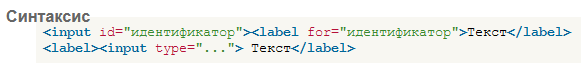 Синтаксис
<input id="идентификатор"><label for="идентификатор">Текст</label>
<label><input type="..."> Текст</label>